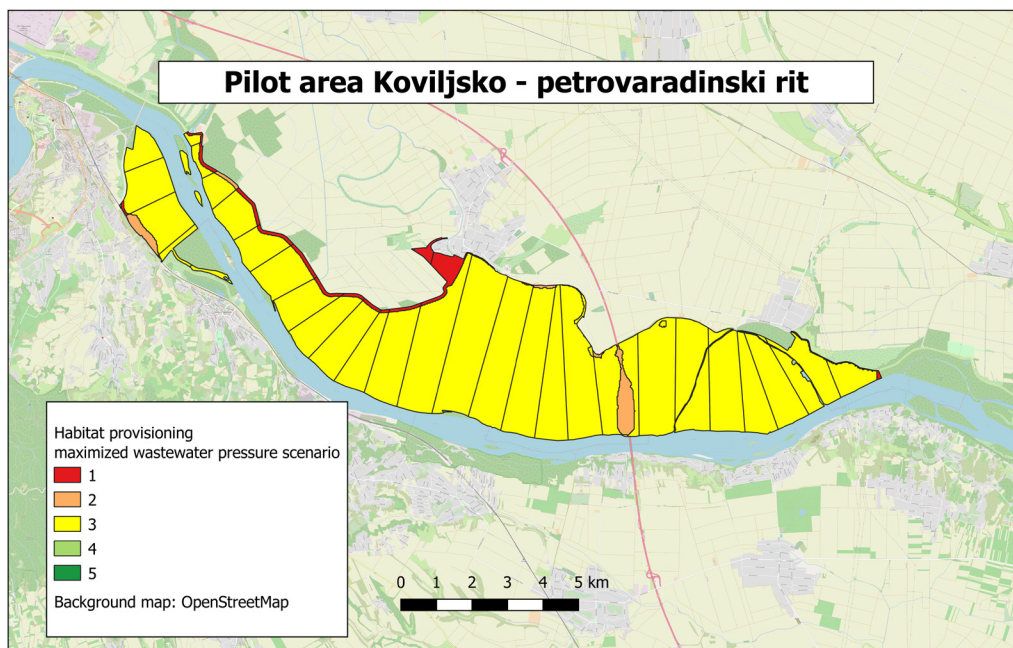 Pilot area Koviljsko - petrovaradinski rit
Habitat provisioning
maximized wastewater pressure scenario
1
2
3
4
5
Background map: OpenStreetMap
0 1 2 3 4 5 km